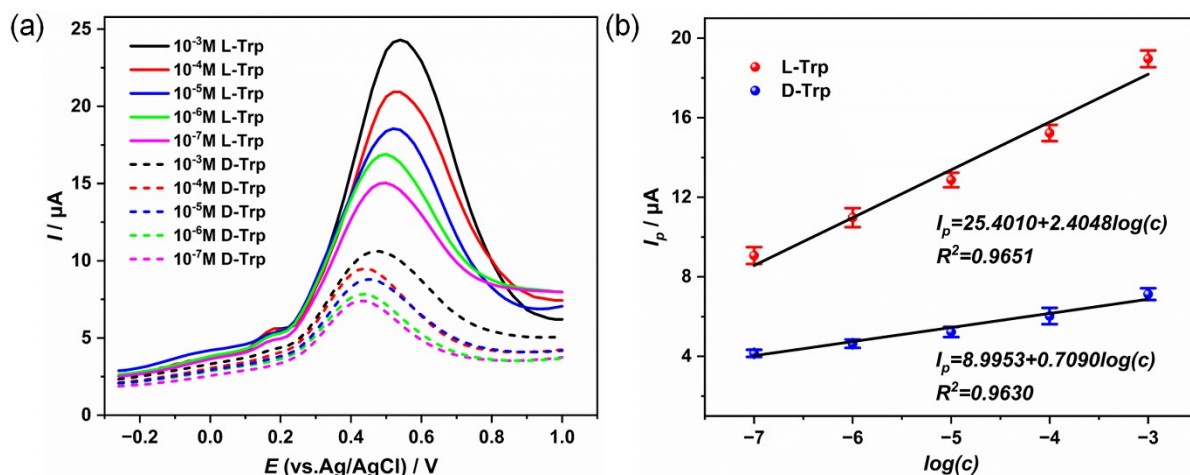 (a)
25
20
15
10
5
0
I / μA
10⁻³M L-Trp
10⁻⁴M L-Trp
10⁻⁵M L-Trp
10⁻⁶M L-Trp
10⁻⁷M L-Trp
10⁻³M D-Trp
10⁻⁴M D-Trp
10⁻⁵M D-Trp
10⁻⁶M D-Trp
10⁻⁷M D-Trp
−0.2 0.0 0.2 0.4 0.6 0.8 1.0
E (vs.Ag/AgCl) / V
(b)
20
16
12
8
4
Iₚ / μA
L-Trp
D-Trp
Iₚ=25.4010+2.4048log(c)
R²=0.9651
Iₚ=8.9953+0.7090log(c)
R²=0.9630
−7 −6 −5 −4 −3
log(c)